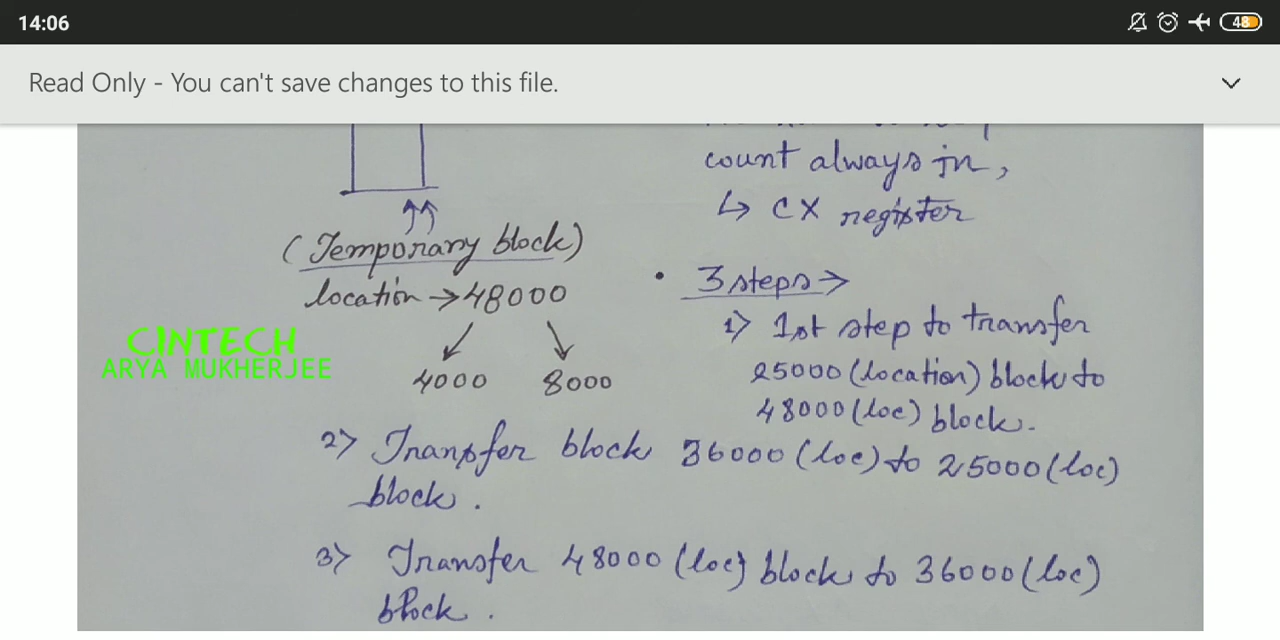 14:06
48
Read Only - You can't save changes to this file.
count always in,
↳ CX register
(Temporary block)
location → 48000
4000 8000
CINTECH
ARYA MUKHERJEE
• 3 steps →
1) 1st step to transfer
25000 (location) block to
48000 (loc) block.
2) Transfer block 36000 (loc) to 25000 (loc)
block.
3) Transfer 48000 (loc) block to 36000 (loc)
block.